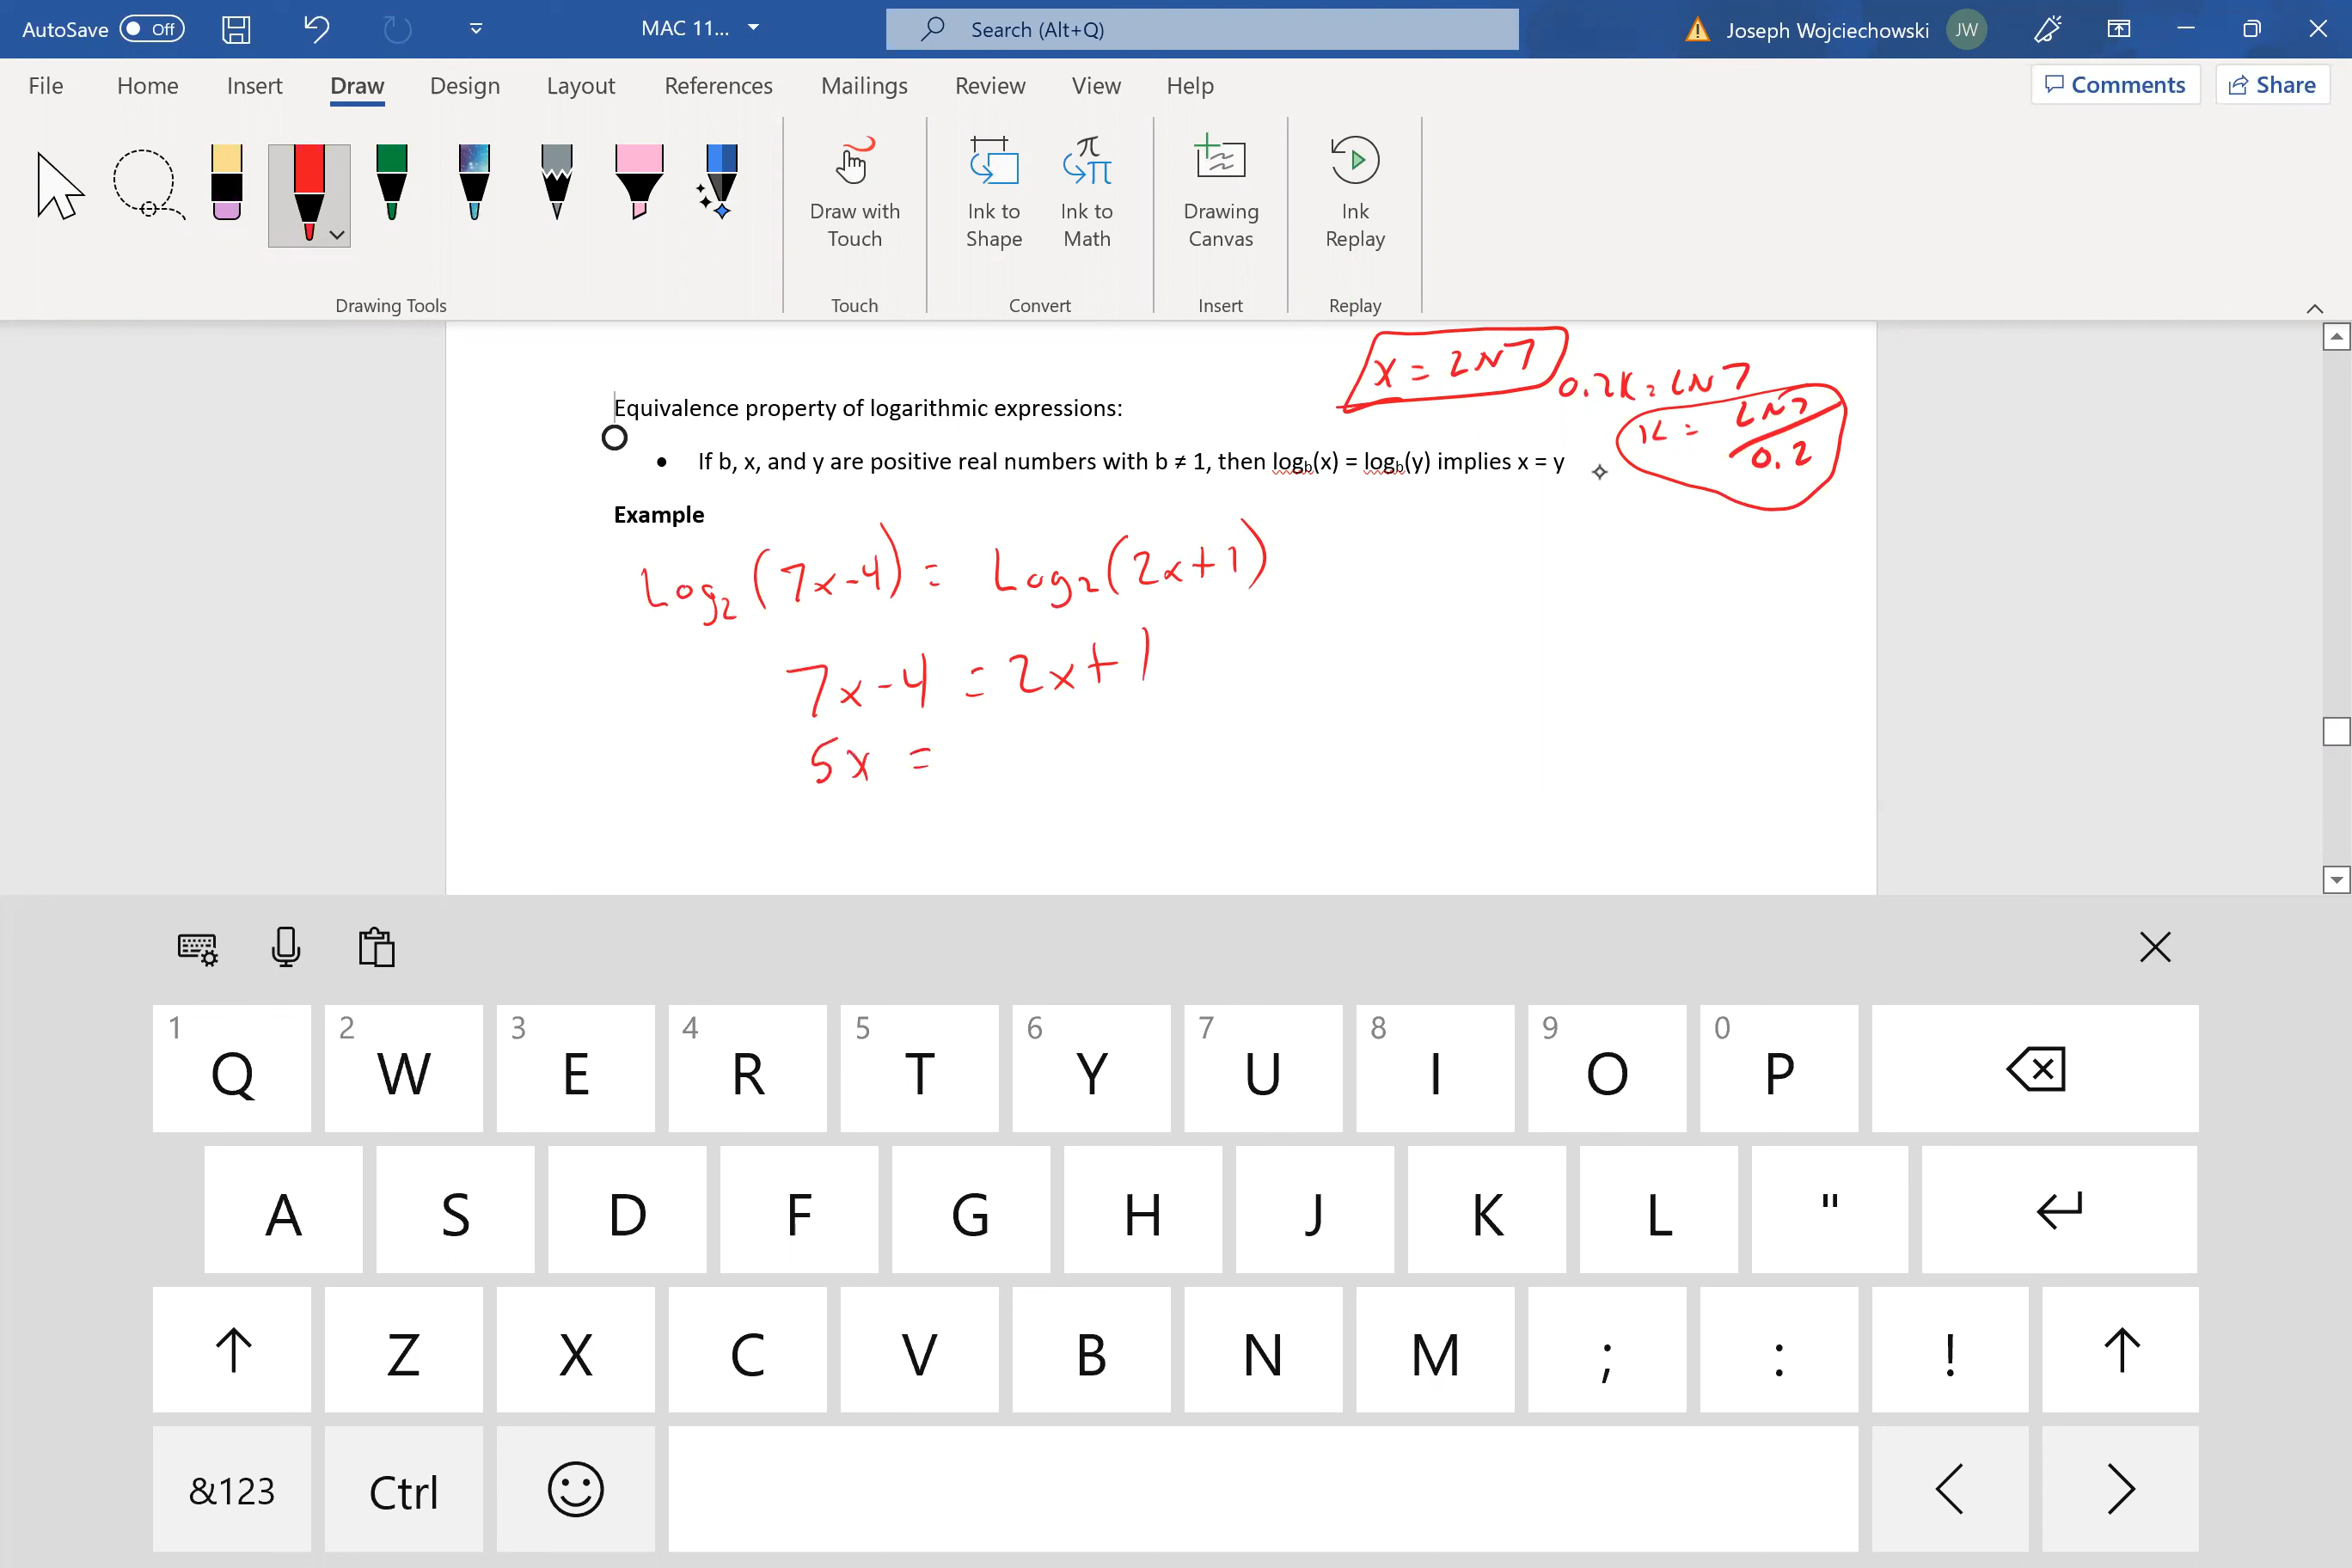 AutoSave Off MAC 11... Search (Alt+Q) Joseph Wojciechowski JW
File Home Insert Draw Design Layout References Mailings Review View Help Comments Share
Draw with Touch
Ink to Shape
Ink to Math
Drawing Canvas
Ink Replay
Drawing Tools Touch Convert Insert Replay
x = LN7
0.2K = LN7
Equivalence property of logarithmic expressions:
K = LN7/0.2
• If b, x, and y are positive real numbers with b ≠ 1, then log_b(x) = log_b(y) implies x = y
Example
Log₂(7x-4) = Log₂(2x+1)
7x-4 = 2x+1
5x =
1 2 3 4 5 6 7 8 9 0
Q W E R T Y U I O P
A S D F G H J K L "
Z X C V B N M ; : !
&123 Ctrl